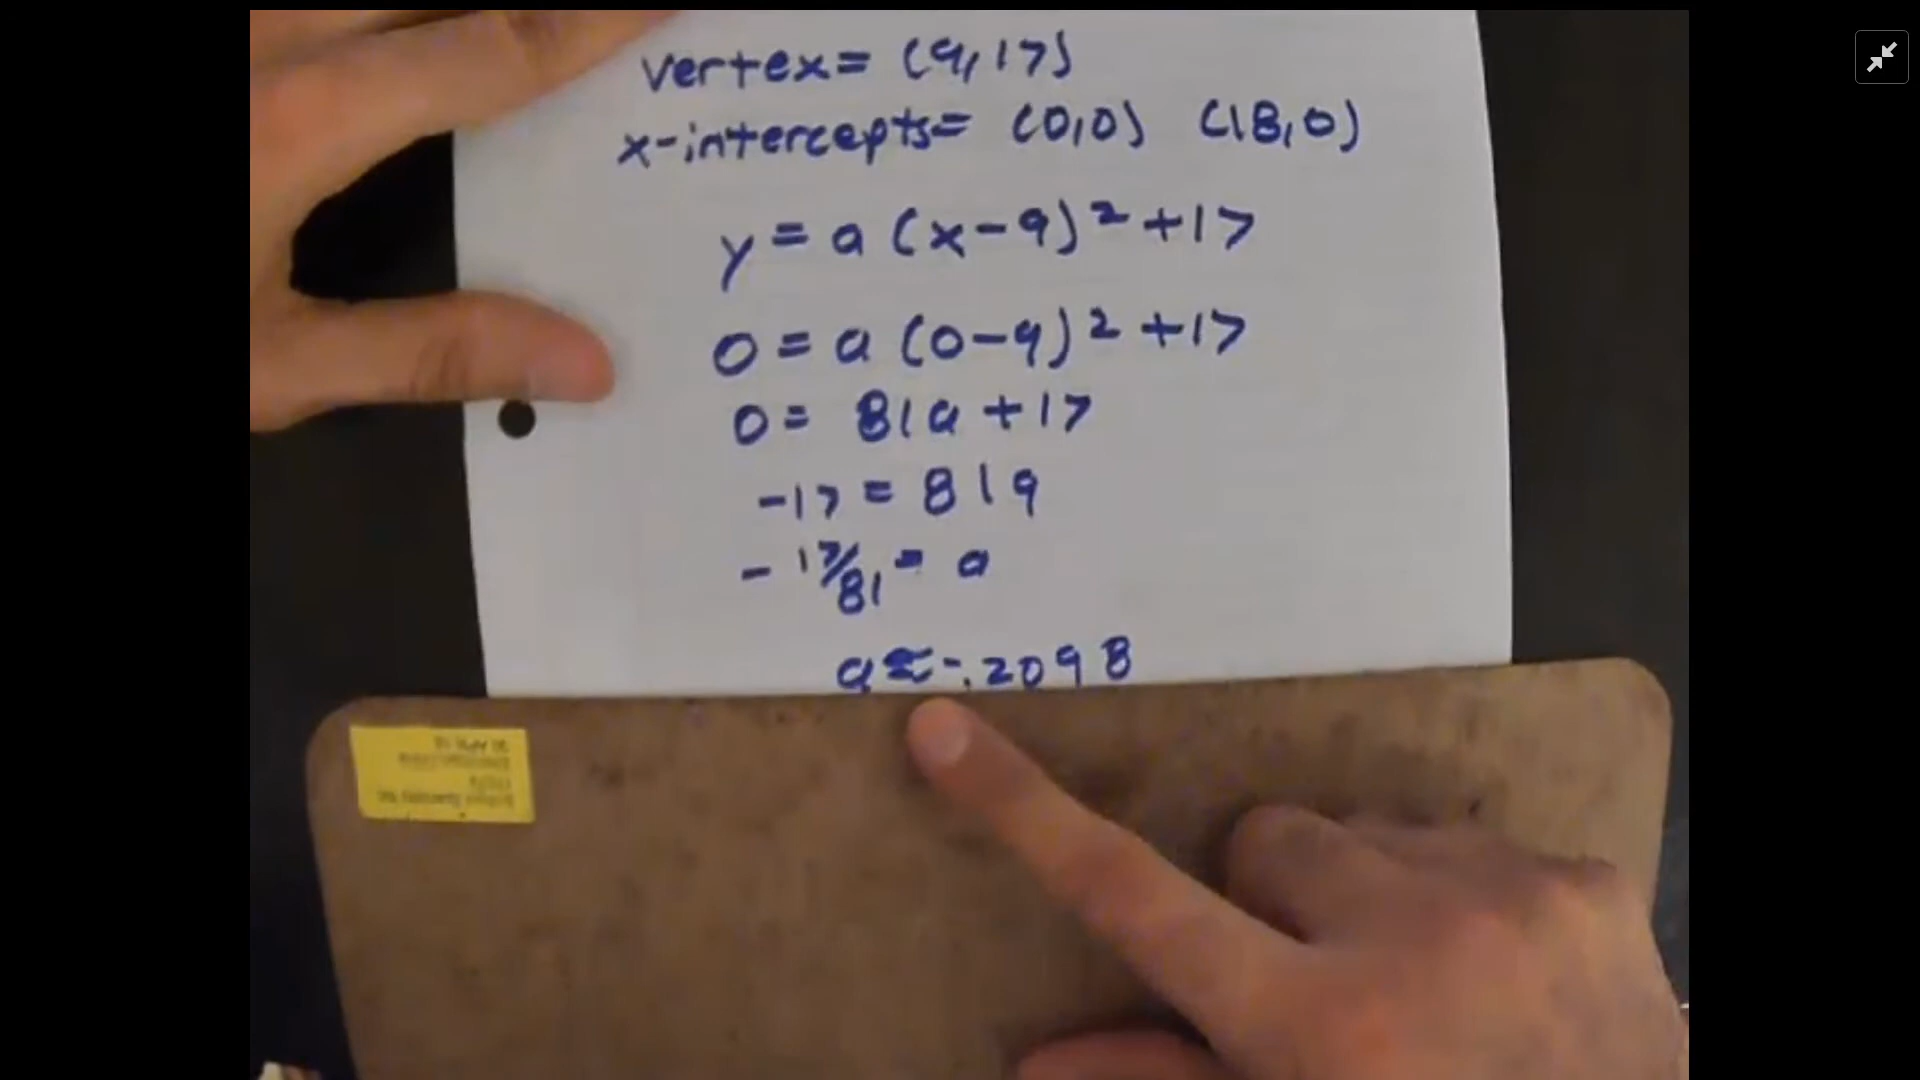 vertex= (9,17)
x-intercepts= (0,0) (18,0)
y = a (x-9)² +17
0 = a (0-9)² +17
0 = 81a +17
-17 = 81a
-17/81 = a
a≈-.2098